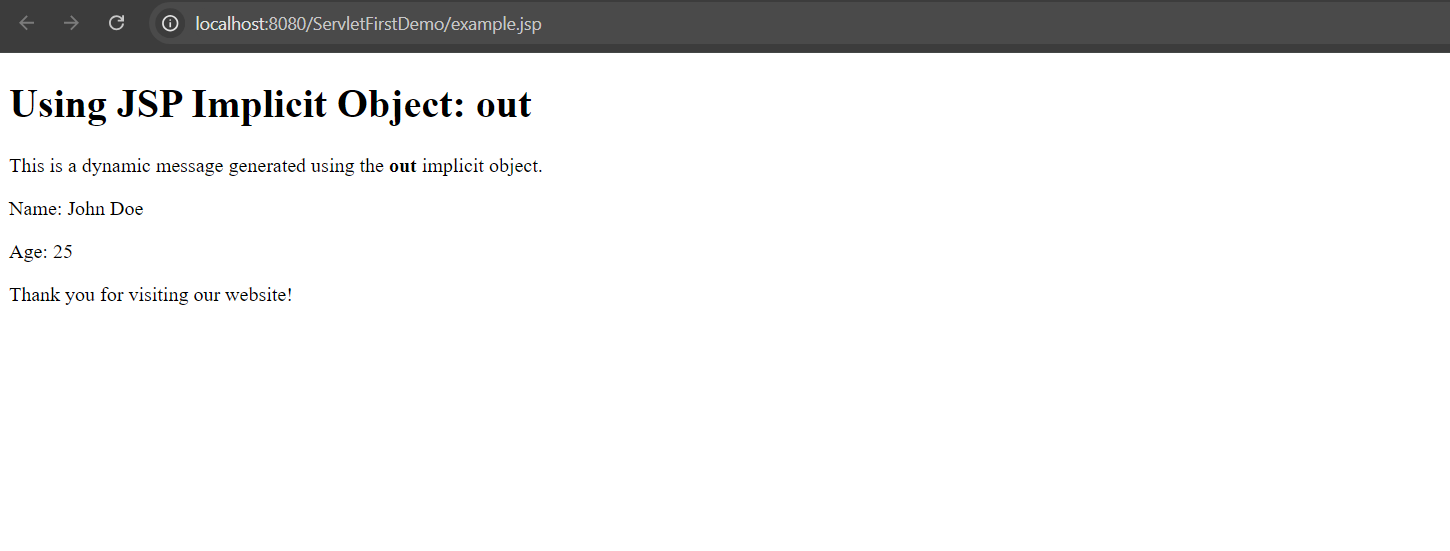 localhost:8080/ServletFirstDemo/example.jsp
Using JSP Implicit Object: out
This is a dynamic message generated using the out implicit object.
Name: John Doe
Age: 25
Thank you for visiting our website!